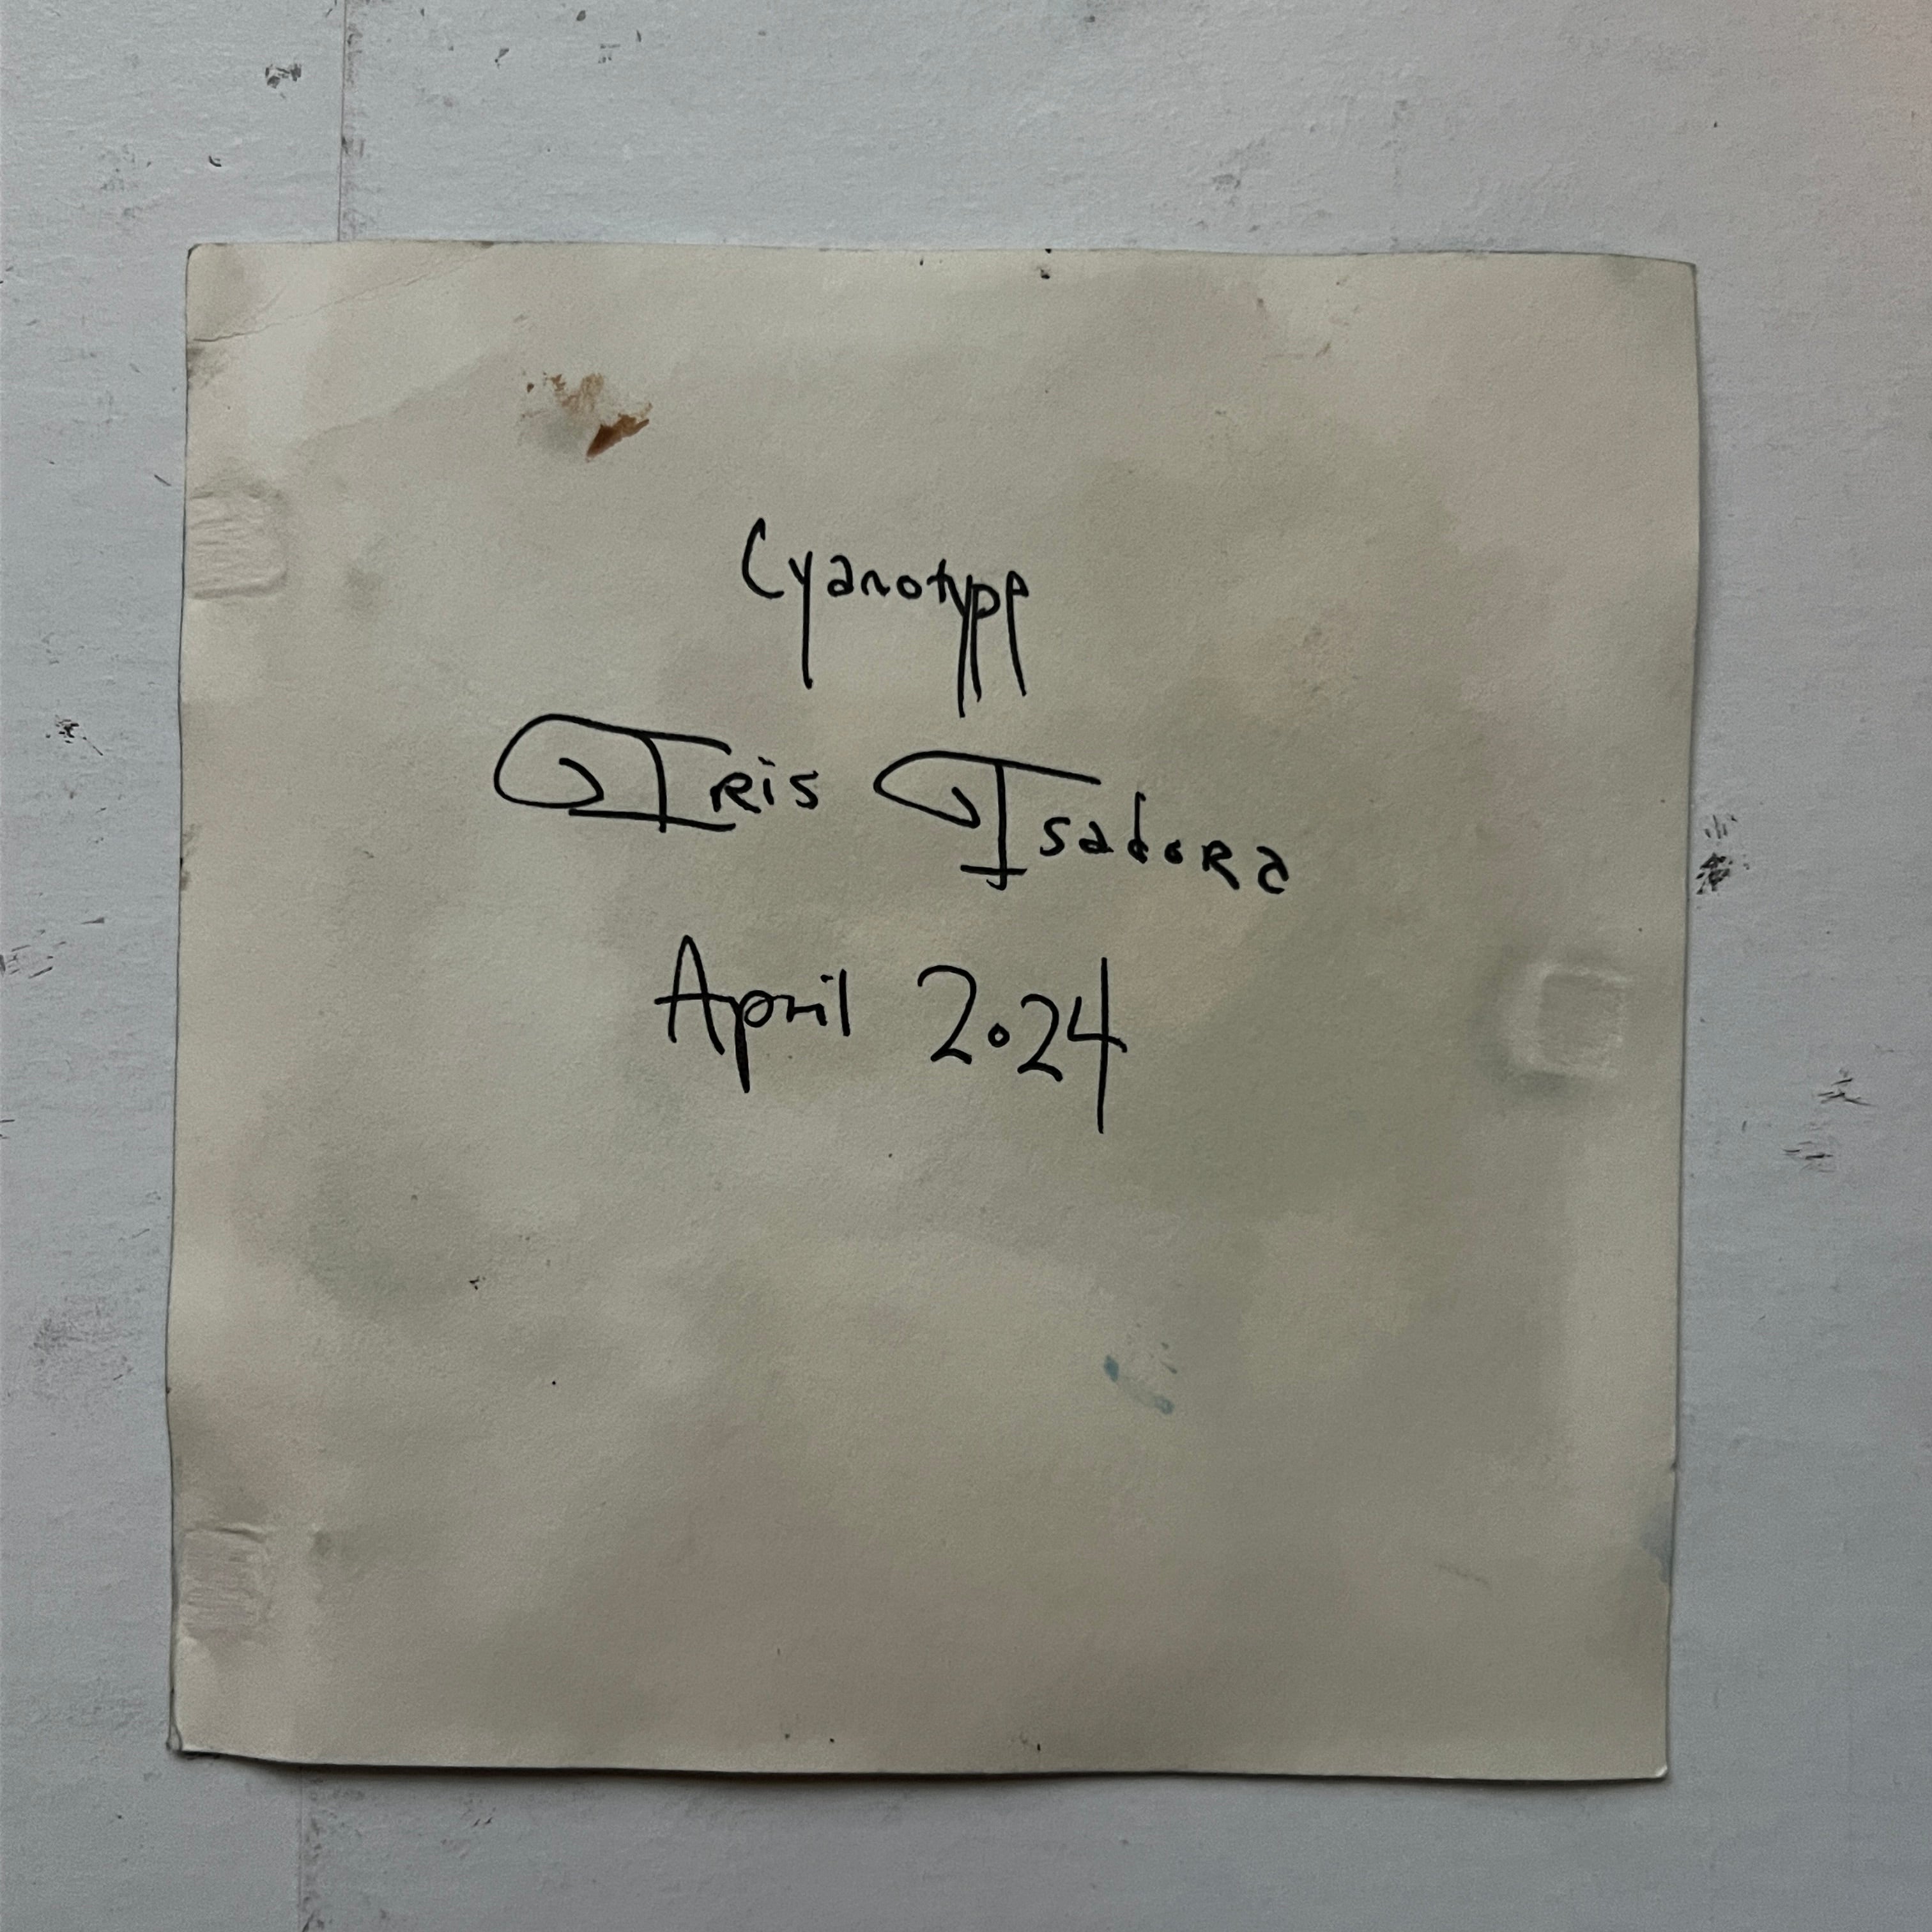 Cyanotype
Iris Isadora
April 2024